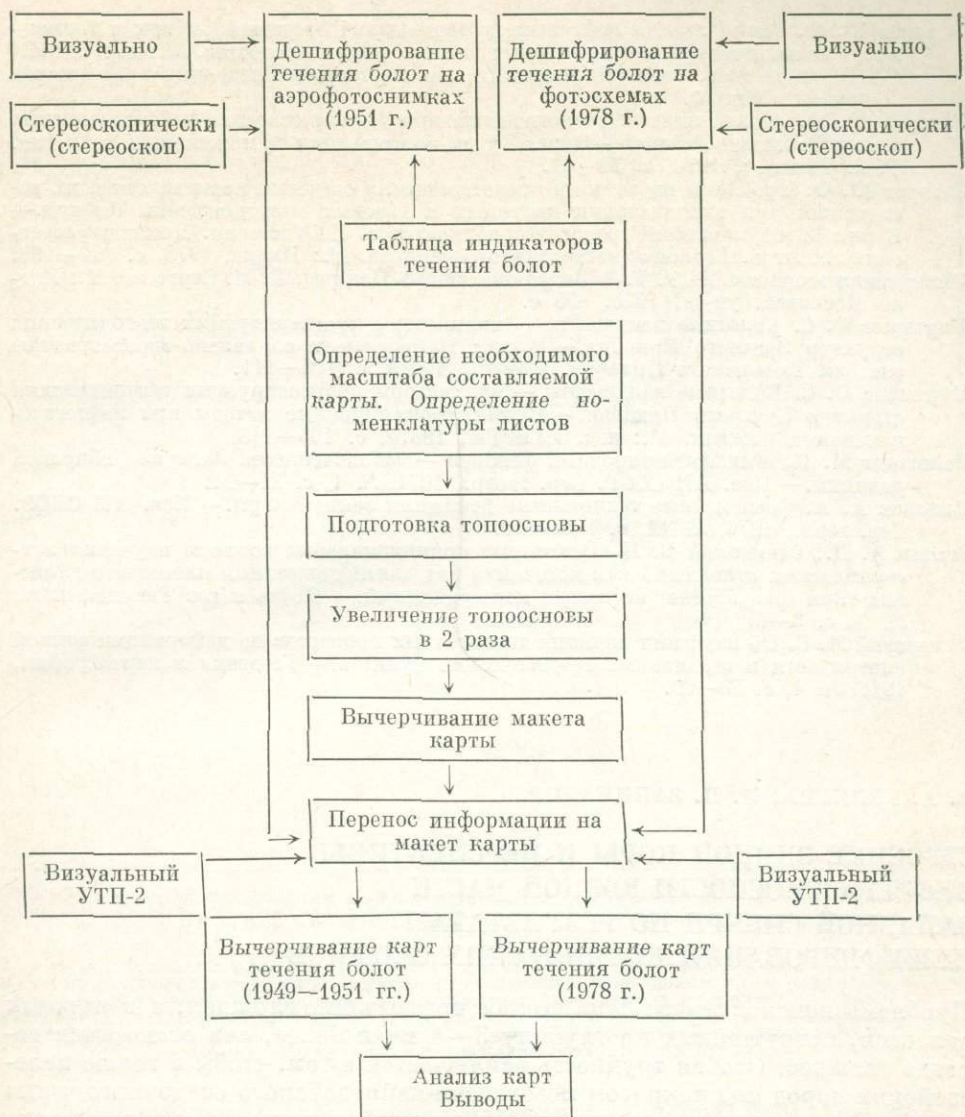 Визуально
Стереоскопически
(стереоскоп)
Дешифрирование
течения болот на
аэрофотоснимках
(1951 г.)
Дешифрирование
течения болот на
фотосхемах
(1978 г.)
Визуально
Стереоскопически
(стереоскоп)
Таблица индикаторов
течения болот
Определение необходимого
масштаба составляемой
карты. Определение но-
менклатуры листов
Подготовка топоосновы
Увеличение топоосновы
в 2 раза
Вычерчивание макета
карты
Перенос информации на
макет карты
Визуальный
УТП-2
Визуальный
УТП-2
Вычерчивание карт
течения болот
(1949—1951 гг.)
Вычерчивание карт
течения болот
(1978 г.)
Анализ карт
Выводы